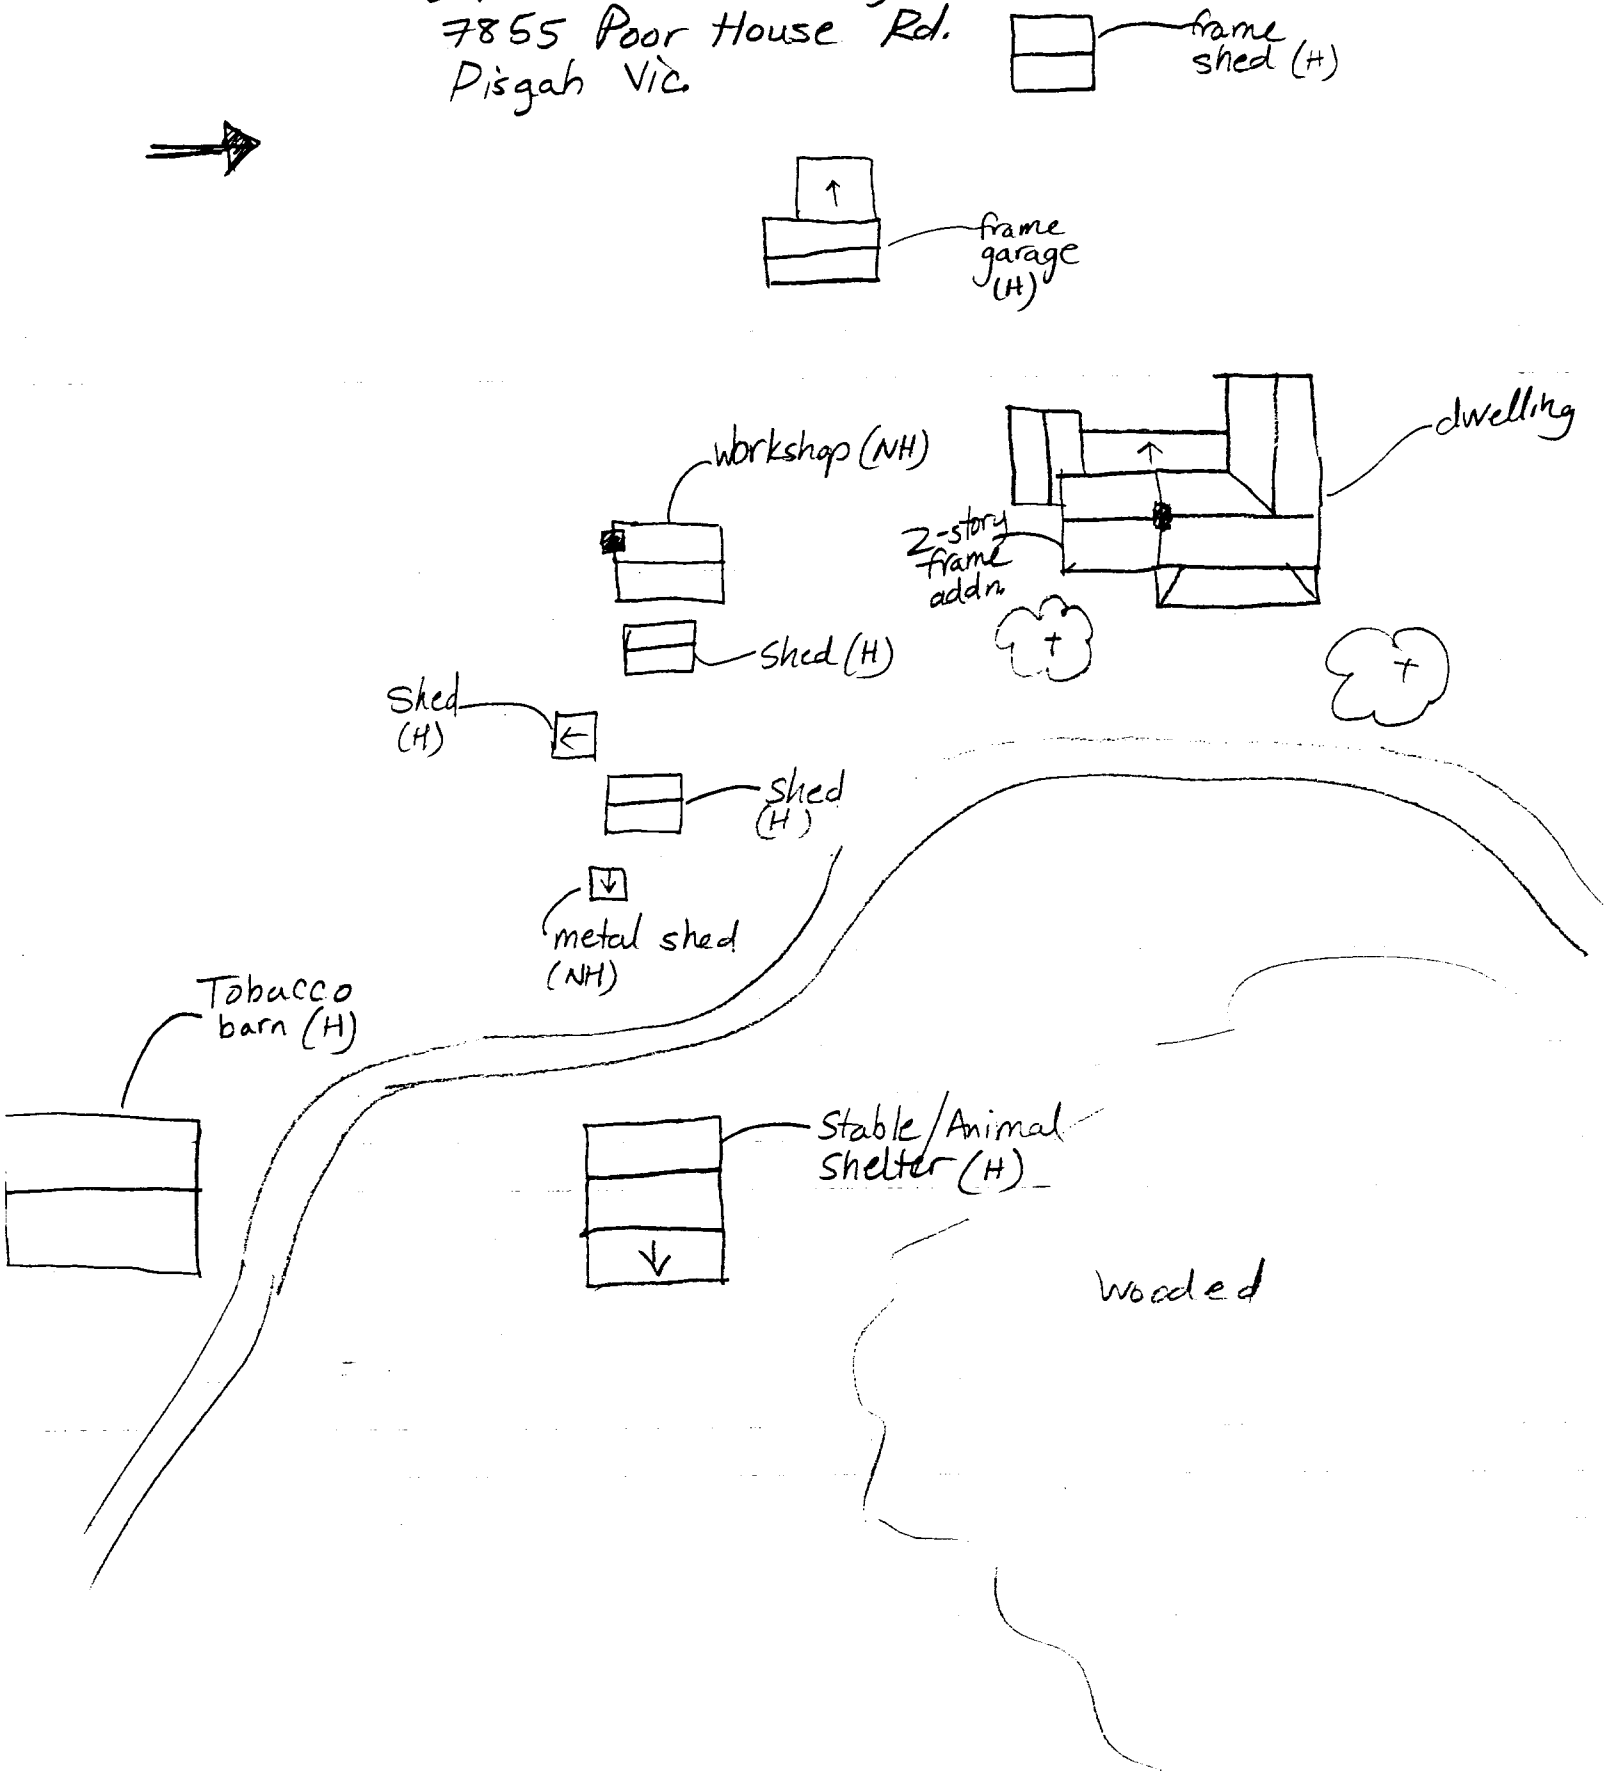 7855 Poor House Rd.
Pisgah Vic.
frame
shed (H)
frame
garage
(H)
dwelling
workshop (NH)
2-story
frame
addn.
Shed (H)
Shed
(H)
Shed
(H)
metal shed
(NH)
Tobacco
barn (H)
Stable/Animal
Shelter (H)
Wooded